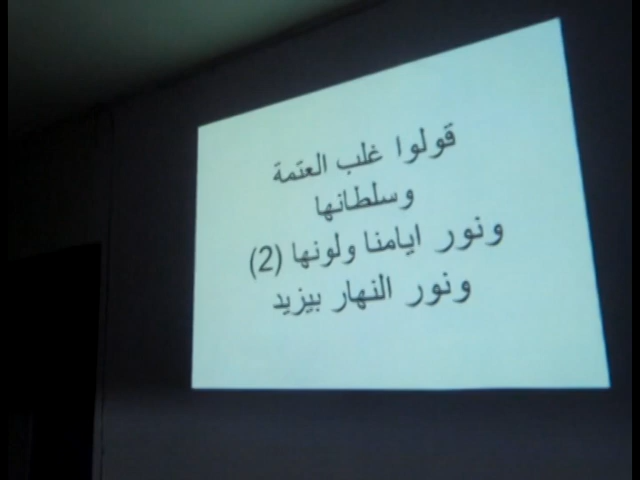 قولوا غلب العتمة
وسلطانها
ونور ايامنا ولونها (2)
ونور النهار بيزيد